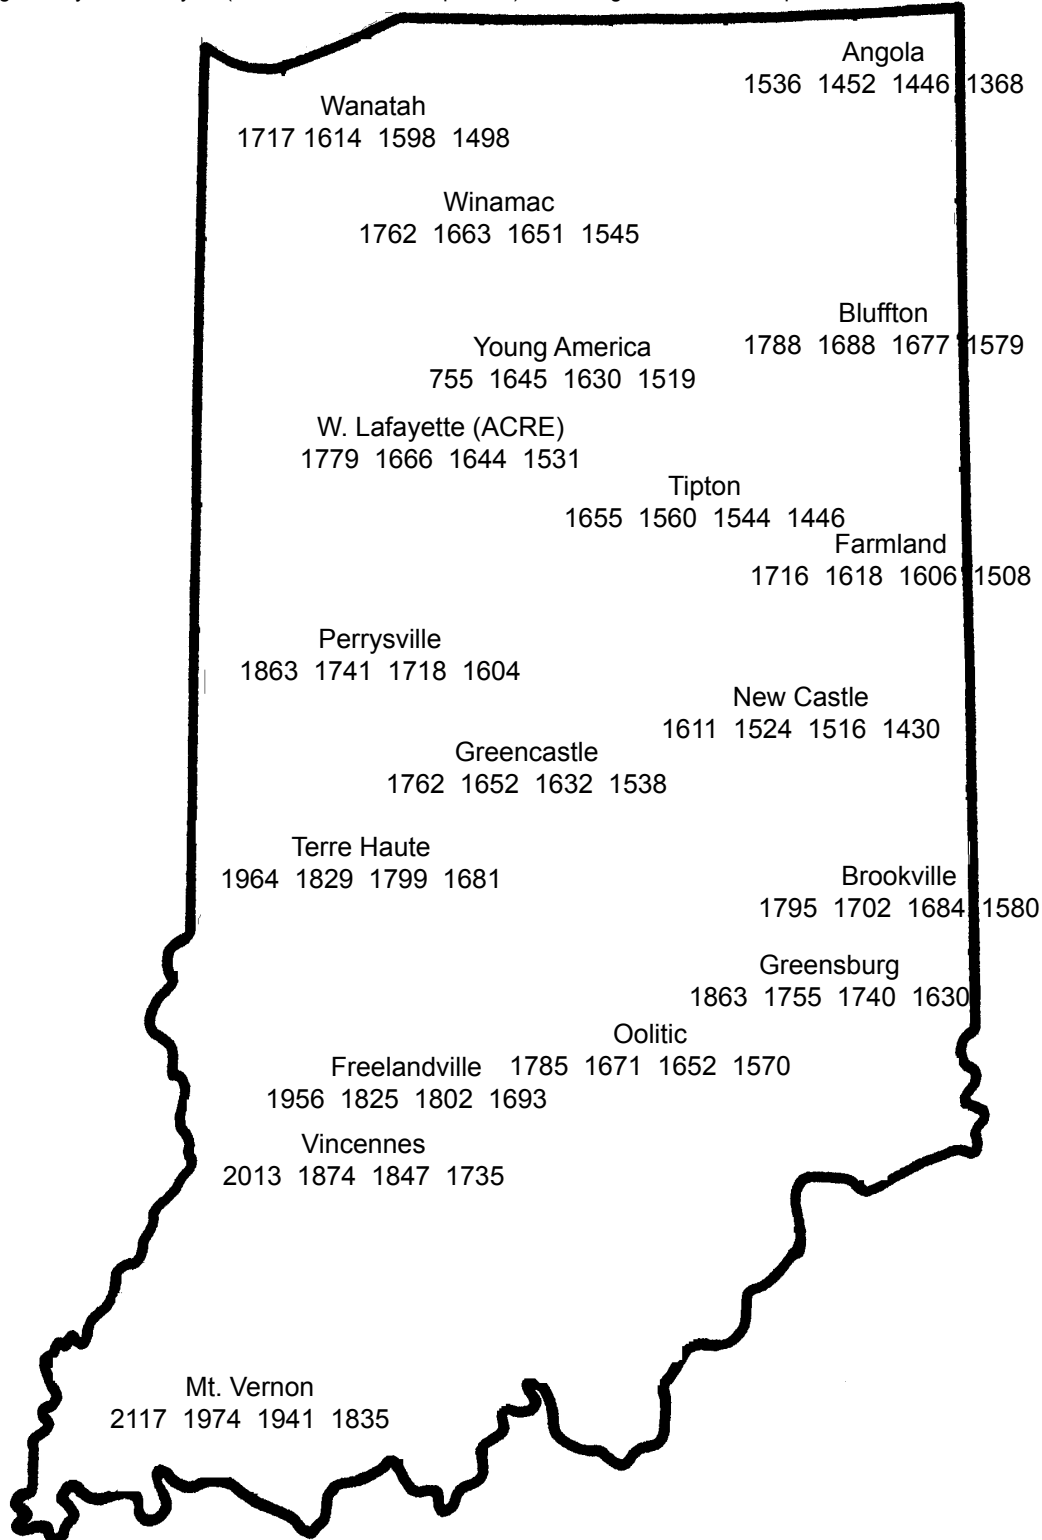 Angola
1536 1452 1446 1368
Wanatah
1717 1614 1598 1498
Winamac
1762 1663 1651 1545
Bluffton
1788 1688 1677 1579
Young America
755 1645 1630 1519
W. Lafayette (ACRE)
1779 1666 1644 1531
Tipton
1655 1560 1544 1446
Farmland
1716 1618 1606 1508
Perrysville
1863 1741 1718 1604
New Castle
1611 1524 1516 1430
Greencastle
1762 1652 1632 1538
Terre Haute
1964 1829 1799 1681
Brookville
1795 1702 1684 1580
Greensburg
1863 1755 1740 1630
Oolitic
1785 1671 1652 1570
Freelandville
1956 1825 1802 1693
Vincennes
2013 1874 1847 1735
Mt. Vernon
2117 1974 1941 1835